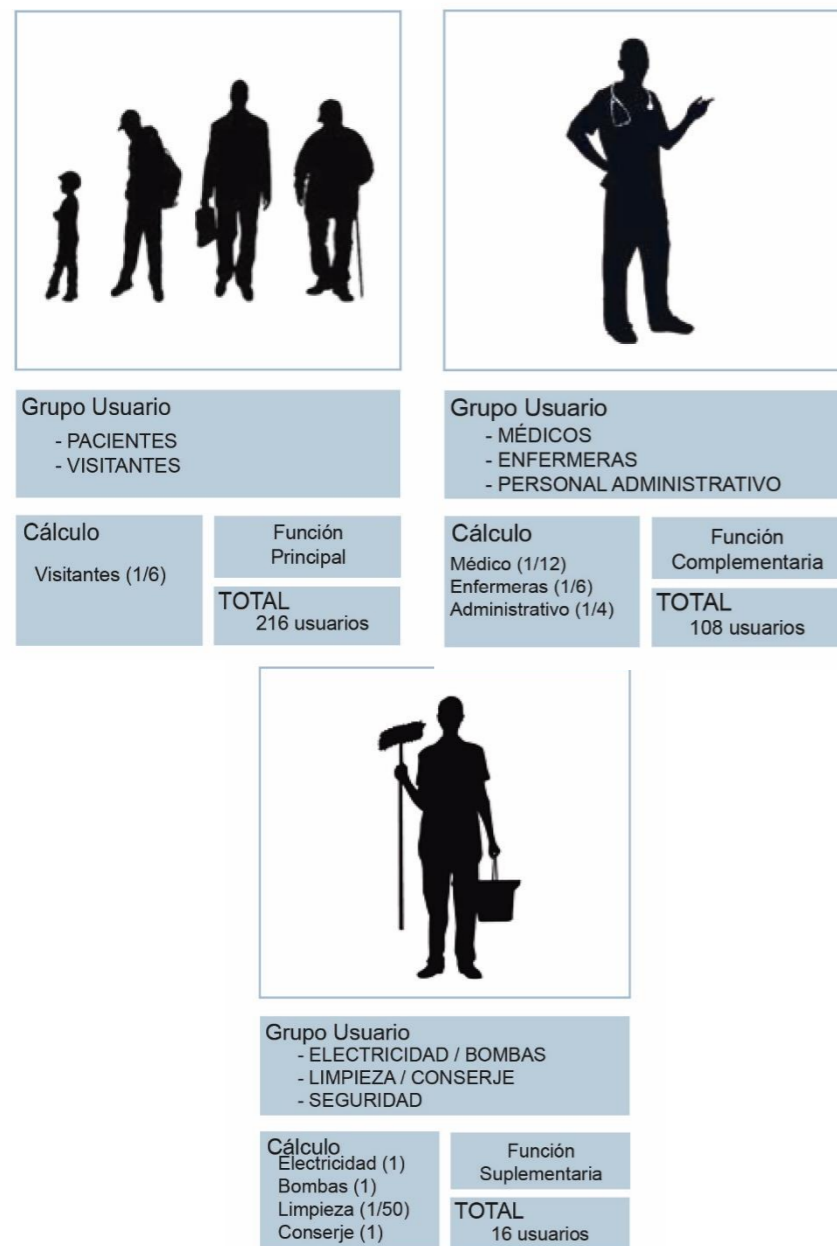 Grupo Usuario
- PACIENTES
- VISITANTES
Cálculo
Visitantes (1/6)
Función
Principal
TOTAL
216 usuarios
Grupo Usuario
- MÉDICOS
- ENFERMERAS
- PERSONAL ADMINISTRATIVO
Cálculo
Médico (1/12)
Enfermeras (1/6)
Administrativo (1/4)
Función
Complementaria
TOTAL
108 usuarios
Grupo Usuario
- ELECTRICIDAD / BOMBAS
- LIMPIEZA / CONSERJE
- SEGURIDAD
Cálculo
Electricidad (1)
Bombas (1)
Limpieza (1/50)
Conserje (1)
Función
Suplementaria
TOTAL
16 usuarios